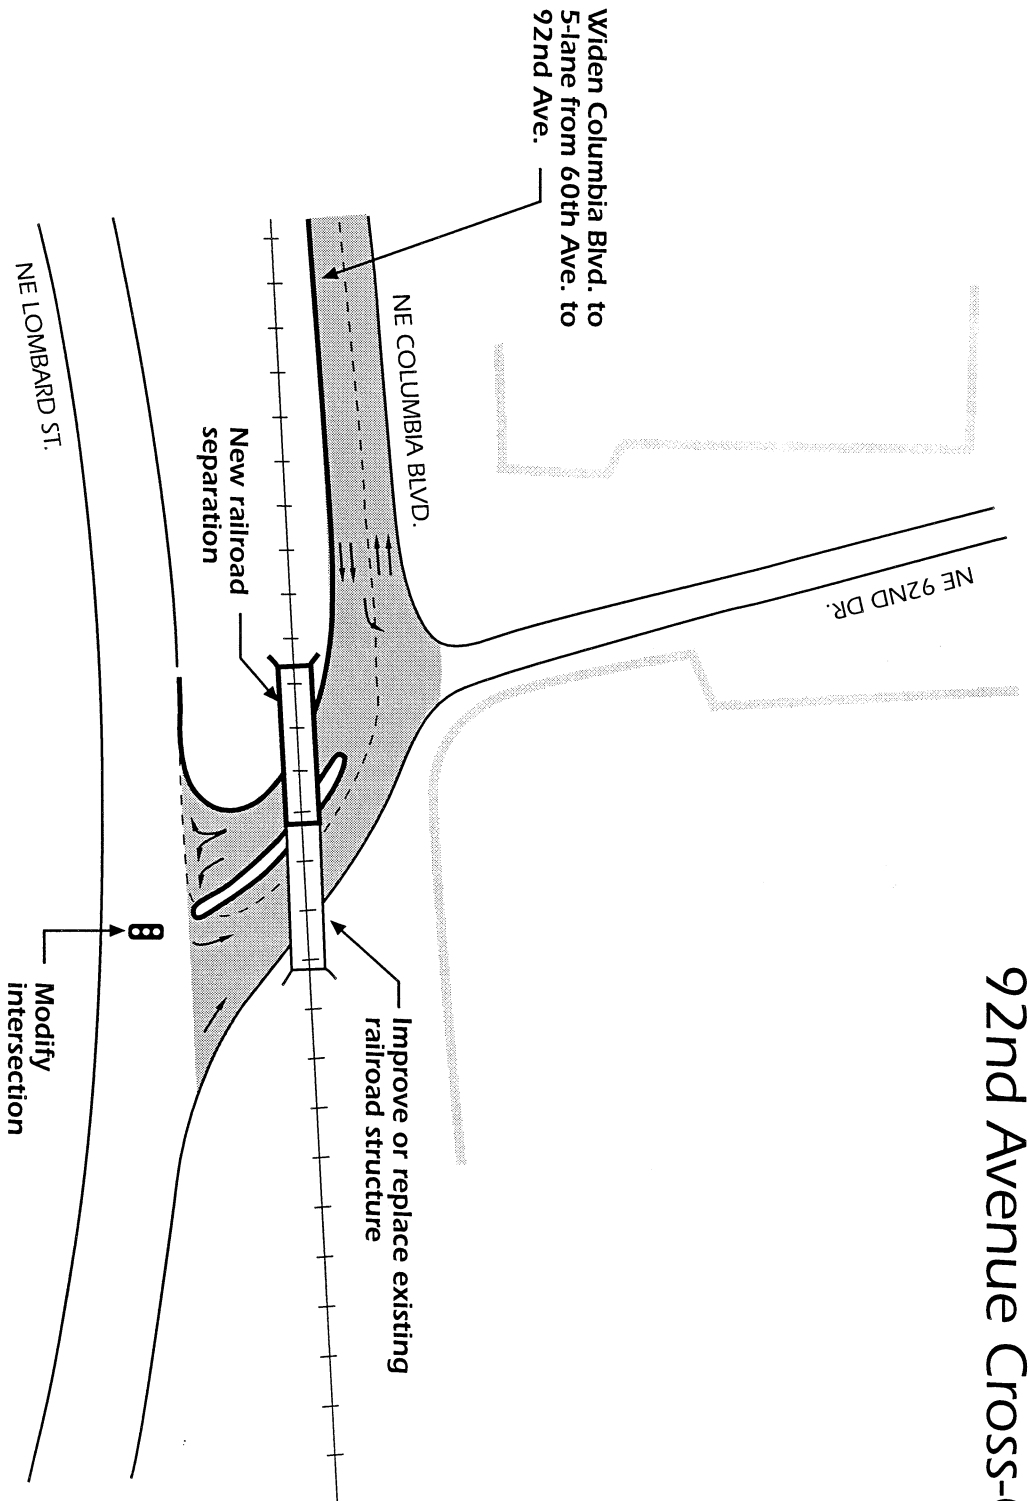 92nd Avenue Cross-
Widen Columbia Blvd. to
5-lane from 60th Ave. to
92nd Ave.
NE COLUMBIA BLVD.
NE 92ND DR.
New railroad
separation
Improve or replace existing
railroad structure
NE LOMBARD ST.
Modify
intersection